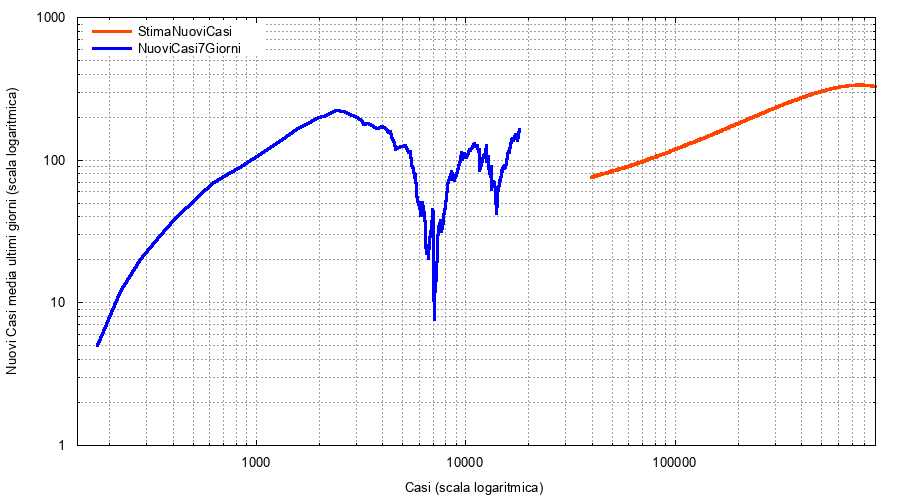 1000
StimaNuoviCasi
NuoviCasi7Giorni
100
10
1
1000 10000 100000
Nuovi Casi media ultimi giorni (scala logaritmica)
Casi (scala logaritmica)